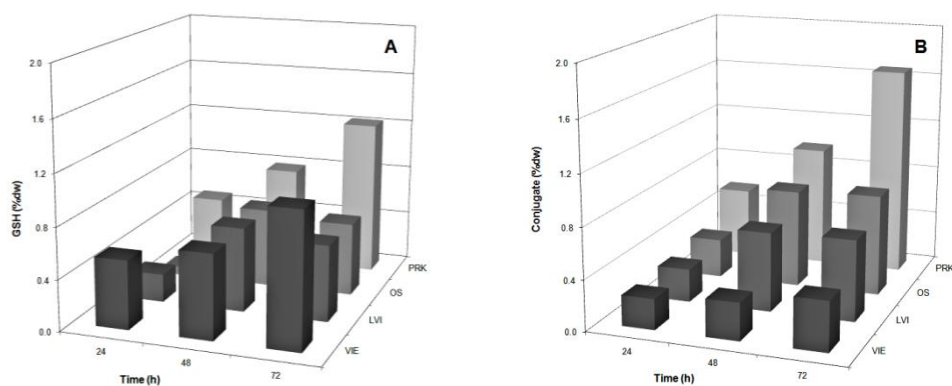 A
2.0
1.6
1.2
0.8
0.4
0.0
GSH (%dw)
24
48
72
Time (h)
VIE
LVI
OS
PRK
B
2.0
1.6
1.2
0.8
0.4
0.0
Conjugate (%dw)
24
48
72
Time (h)
VIE
LVI
OS
PRK